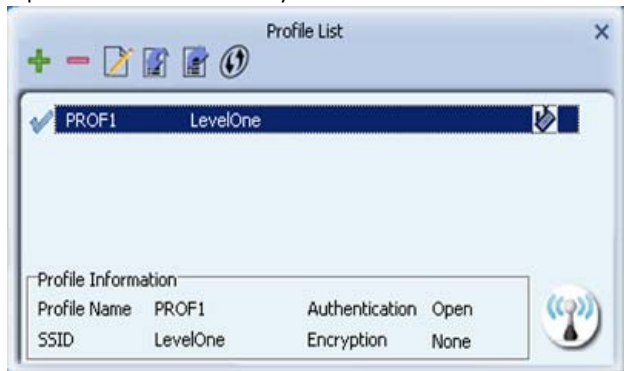 Profile List
PROF1 LevelOne
Profile Information
Profile Name PROF1 Authentication Open
SSID LevelOne Encryption None